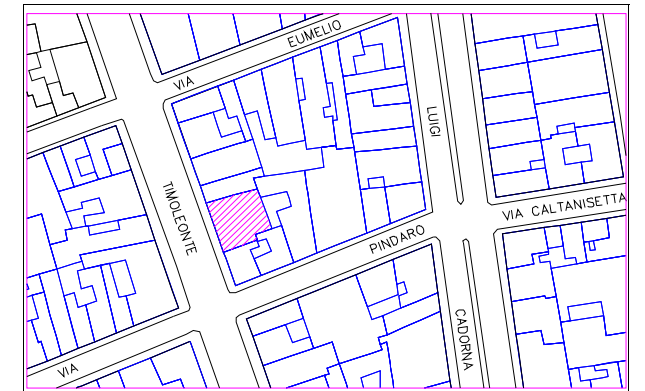 VIA EUMELIO
LUIGI
TIMOLEONTE
VIA CALTANISETTA
PINDARO
CADORNA
VIA